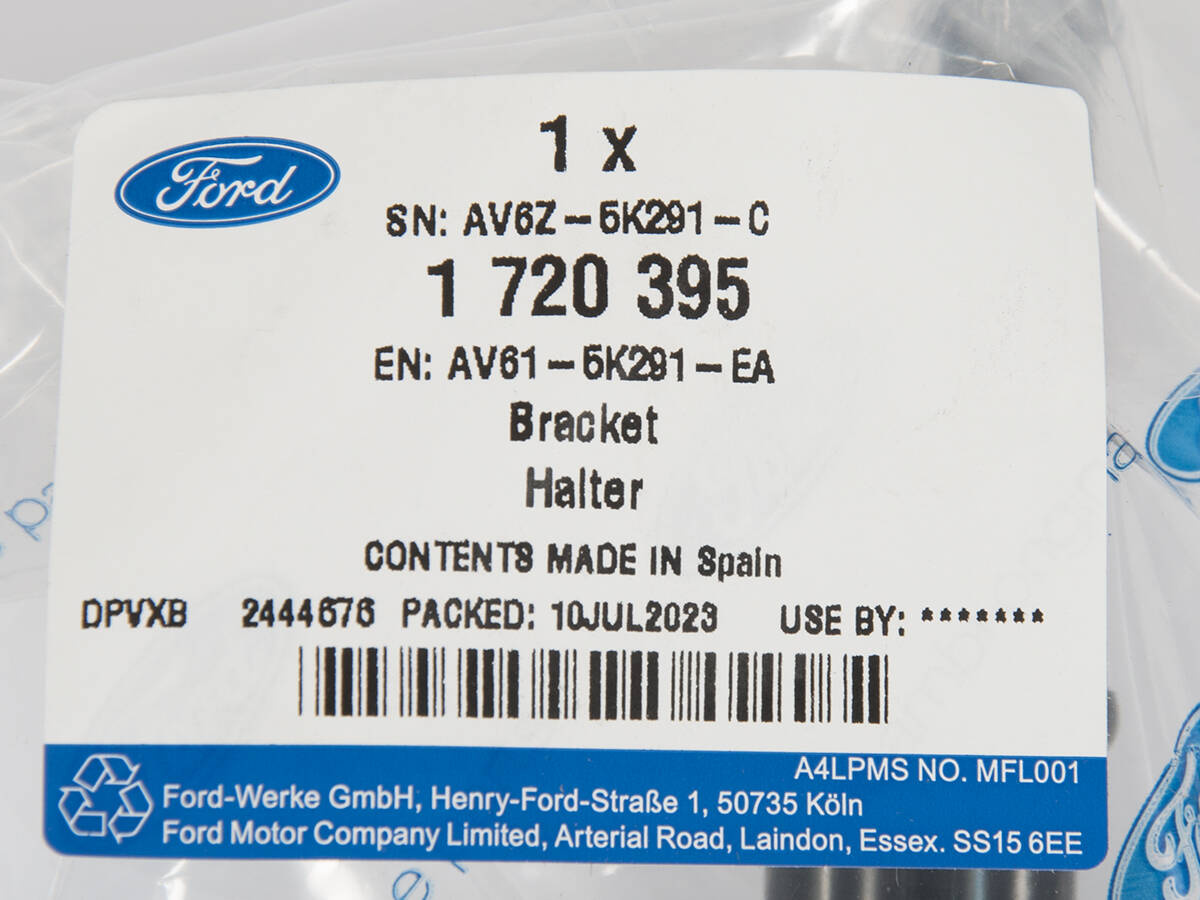 Ford
1 x
SN: AV6Z-5K291-C
1 720 395
EN: AV61-5K291-EA
Bracket
Halter
CONTENTS MADE IN Spain
DPVXB 2444676 PACKED: 10JUL2023 USE BY: *******
A4LPMS NO. MFL001
Ford-Werke GmbH, Henry-Ford-Straße 1, 50735 Köln
Ford Motor Company Limited, Arterial Road, Laindon, Essex. SS15 6EE